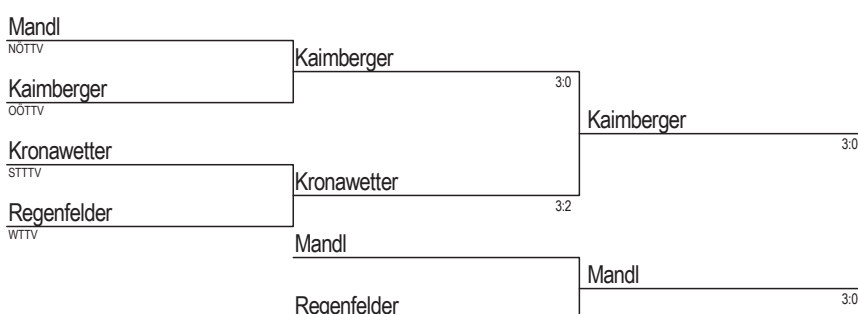 Mandl
NÖTTV
Kaimberger
3:0
Kaimberger
OÖTTV
Kaimberger
3:0
Kronawetter
STTTV
Kronawetter
3:2
Regenfelder
WTTV
Mandl
Mandl
3:0
Regenfelder